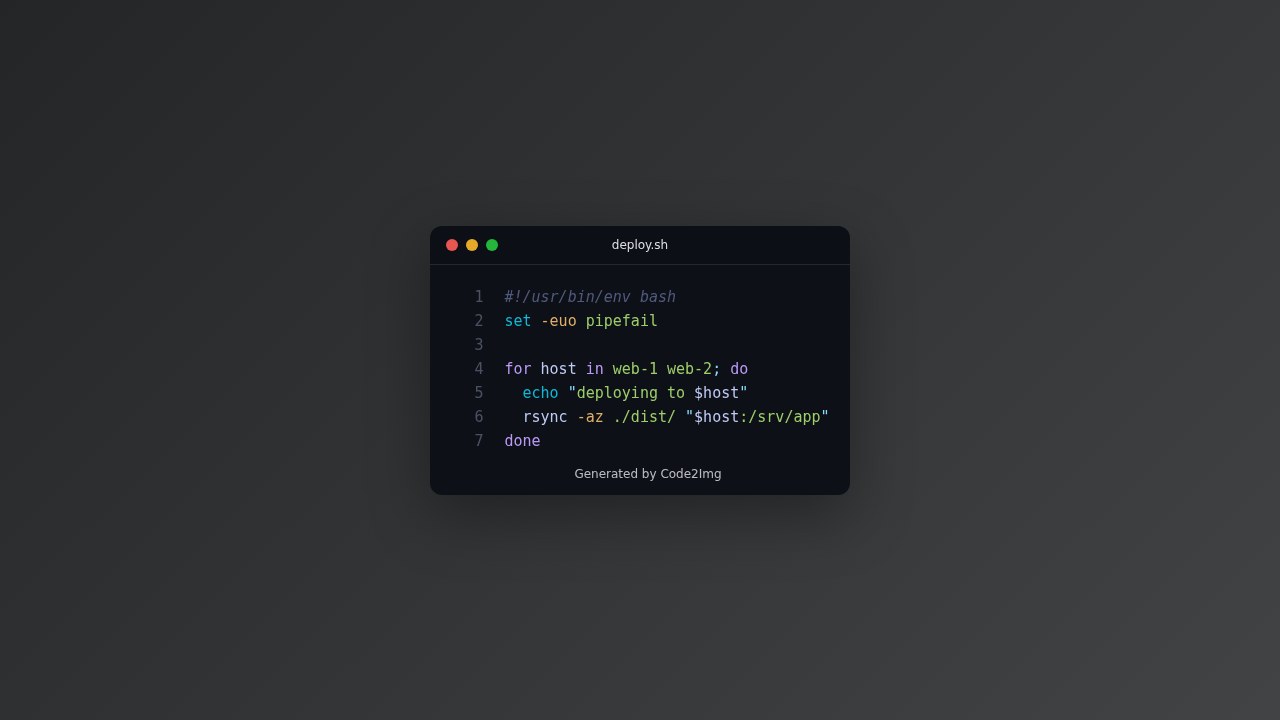 deploy.sh
1 #!/usr/bin/env bash
2 set -euo pipefail
3
4 for host in web-1 web-2; do
5   echo "deploying to $host"
6   rsync -az ./dist/ "$host:/srv/app"
7 done
Generated by Code2Img